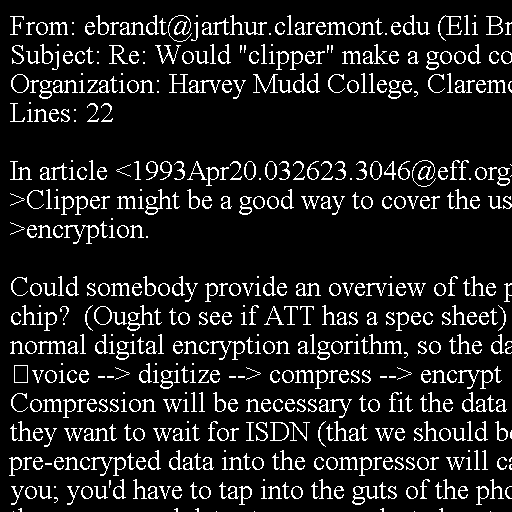 From: ebrandt@jarthur.claremont.edu (Eli Br
Subject: Re: Would "clipper" make a good co
Organization: Harvey Mudd College, Claremo
Lines: 22

In article <1993Apr20.032623.3046@eff.org>
>Clipper might be a good way to cover the us
>encryption.

Could somebody provide an overview of the p
chip?  (Ought to see if ATT has a spec sheet)
normal digital encryption algorithm, so the da
voice --> digitize --> compress --> encrypt
Compression will be necessary to fit the data
they want to wait for ISDN (that we should be
pre-encrypted data into the compressor will ca
you; you'd have to tap into the guts of the pho